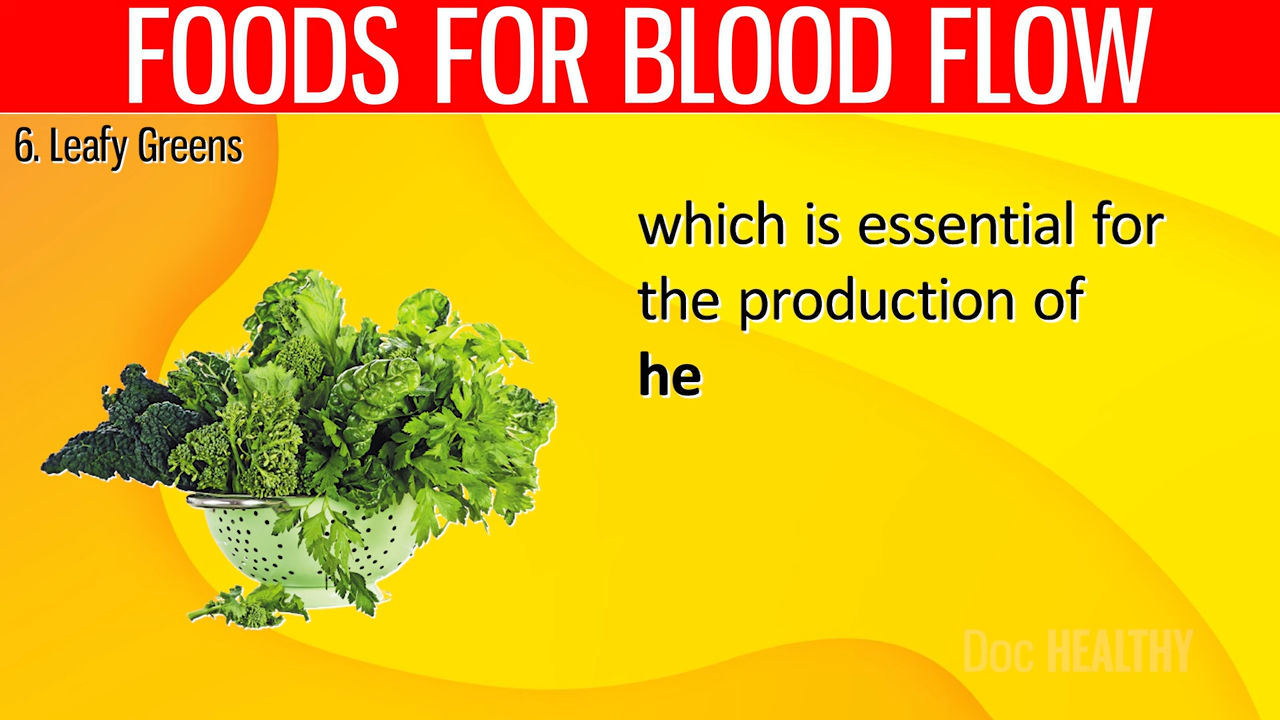 FOODS FOR BLOOD FLOW
6. Leafy Greens
which is essential for
the production of
he
Doc HEALTHY